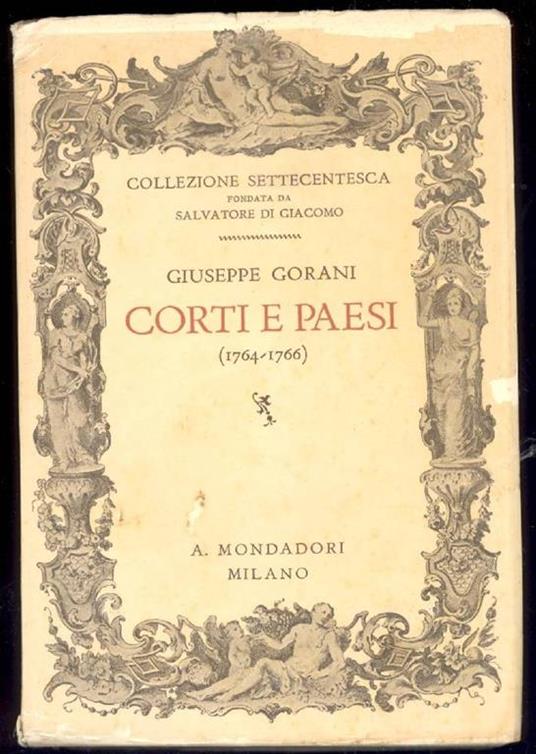 COLLEZIONE SETTECENTESCA
FONDATA DA
SALVATORE DI GIACOMO
GIUSEPPE GORANI
CORTI E PAESI
(1764-1766)
A. MONDADORI
MILANO